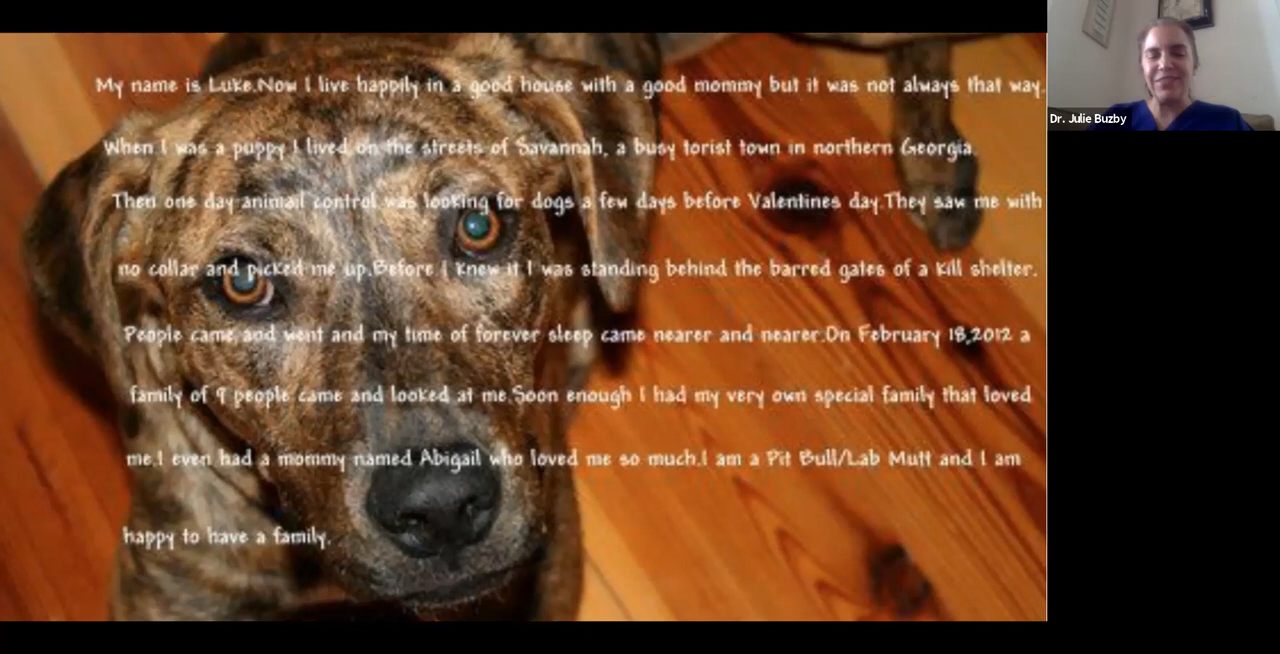 My name is Luke.Now I live happily in a good house with a good mommy but it was not always that way.
Dr. Julie Buzby
When I was a puppy I lived on the streets of Savannah, a busy torist town in northern Georgia.
Then one day animail control was looking for dogs a few days before Valentines day.They saw me with
no collar and picked me up.Before I knew it I was standing behind the barred gates of a kill shelter.
People came and went and my time of forever sleep came nearer and nearer.On February 18,2012 a
family of 9 people came and looked at me.Soon enough I had my very own special family that loved
me.I even had a mommy named Abigail who loved me so much.I am a Pit Bull/Lab Mutt and I am
happy to have a family.